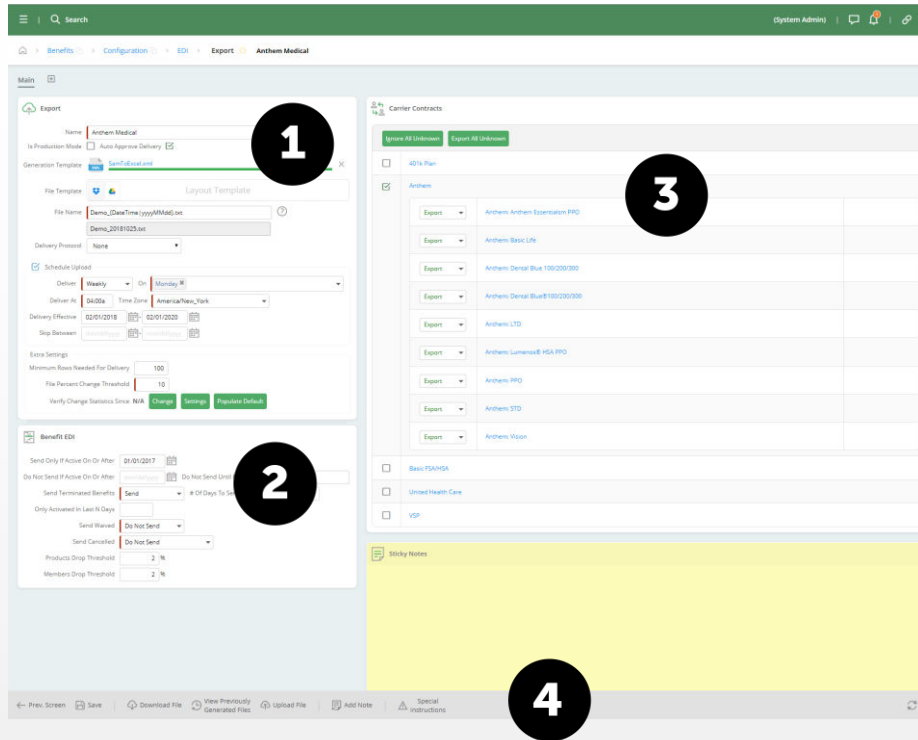 Search
(System Admin)
Benefits > Configuration > EDI > Export Anthem Medical
Main
Export
Name Anthem Medical
Is Production Mode Auto Approve Delivery
Generation Template SamToExcel.xml
File Template Layout Template
File Name Demo_{DateTime|yyyyMMdd}.txt
Demo_20181025.txt
Delivery Protocol None
Schedule Upload
Deliver Weekly On Monday
Deliver At 04:00a Time Zone America/New_York
Delivery Effective 02/01/2018 - 02/01/2020
Skip Between mm/dd/yyyy - mm/dd/yyyy
Extra Settings
Minimum Rows Needed For Delivery 100
File Percent Change Threshold 10
Verify Change Statistics Since N/A Change Settings Populate Default
1
Benefit EDI
Send Only If Active On Or After 01/01/2017
Do Not Send If Active On Or After mm/dd/yyyy Do Not Send Until
Send Terminated Benefits Send # Of Days To
Only Activated In Last N Days
Send Waived Do Not Send
Send Cancelled Do Not Send
Products Drop Threshold 2 %
Members Drop Threshold 2 %
2
Carrier Contracts
Ignore All Unknown Export All Unknown
401k Plan
Anthem
Export Anthem: Anthem Essentialsm PPO
Export Anthem: Basic Life
Export Anthem: Dental Blue 100/200/300
Export Anthem: Dental Blue®100/200/300
Export Anthem: LTD
Export Anthem: Lumenos® HSA PPO
Export Anthem: PPO
Export Anthem: STD
Export Anthem: Vision
Basic FSA/HSA
United Health Care
VSP
3
Sticky Notes
Prev. Screen Save Download File View Previously Generated Files Upload File Add Note Special Instructions
4